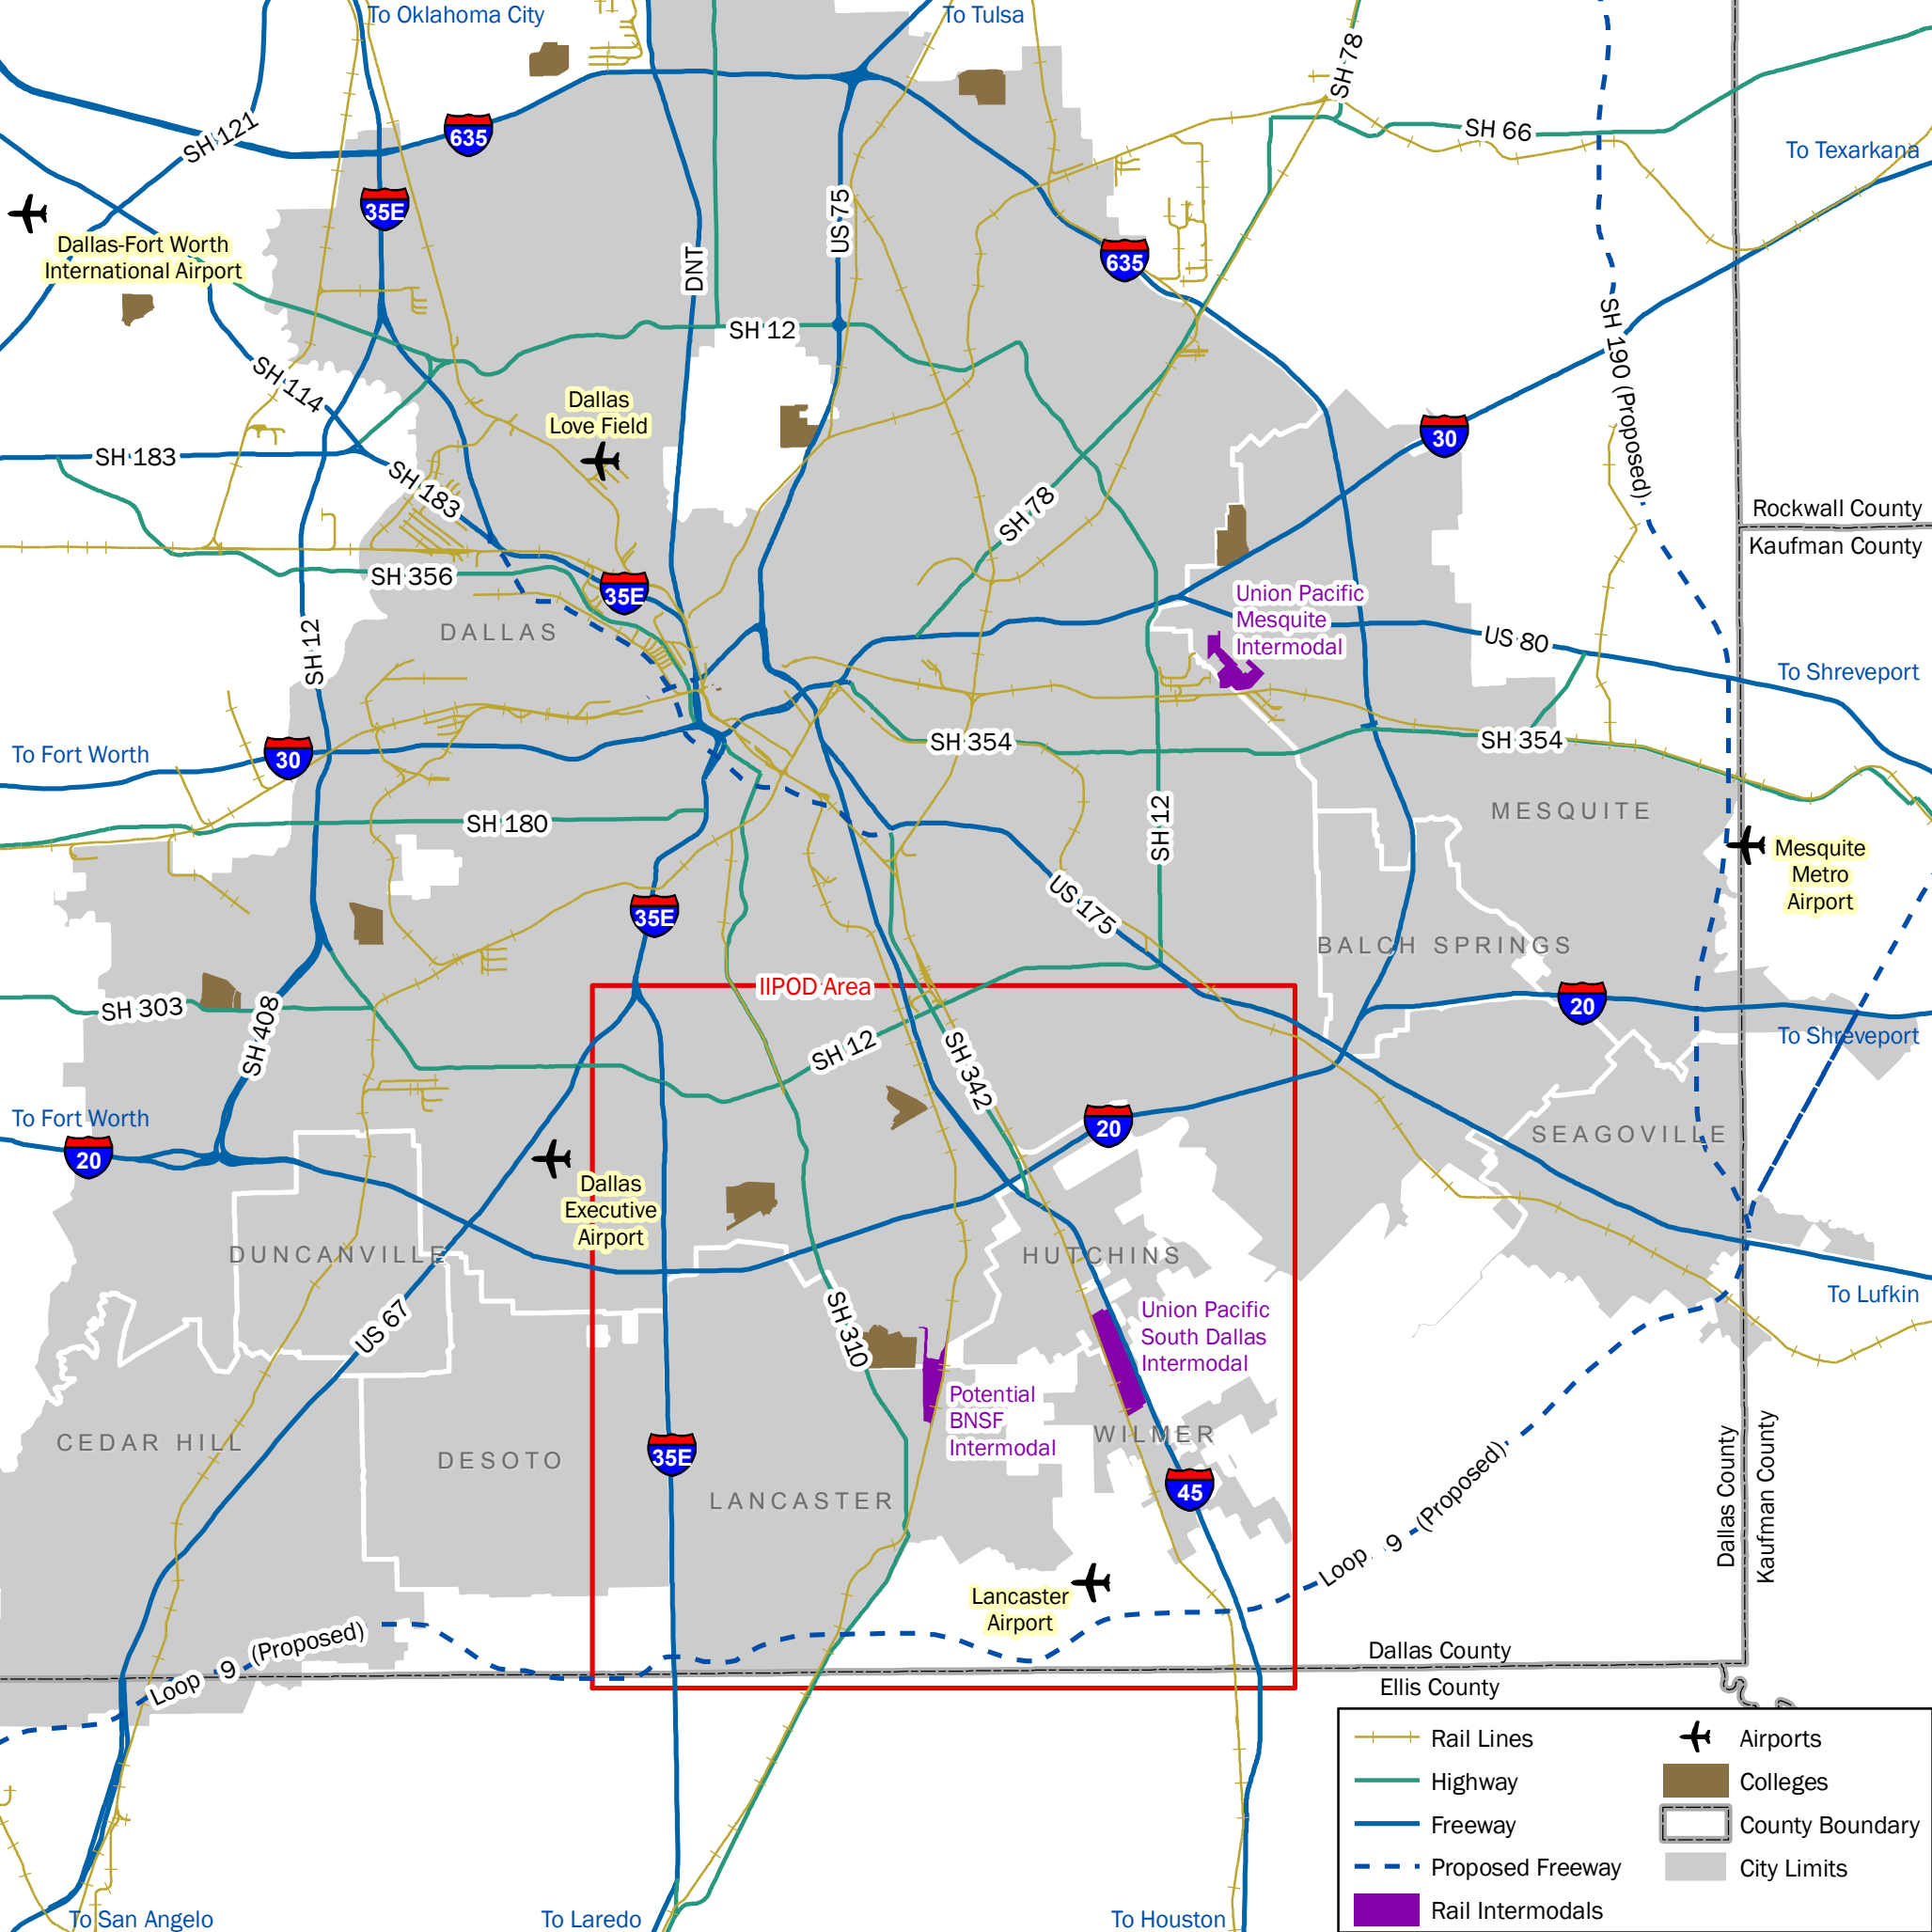 To Oklahoma City
To Tulsa
SH 78
SH 121
635
SH 66
To Texarkana
35E
US 75
Dallas-Fort Worth
International Airport
DNT
635
SH 12
SH 190 (Proposed)
SH 114
Dallas
Love Field
30
SH 183
SH 183
SH 78
Rockwall County
Kaufman County
SH 356
35E
Union Pacific
Mesquite
Intermodal
DALLAS
SH 12
US 80
To Shreveport
To Fort Worth
30
SH 354
SH 354
SH 180
SH 12
MESQUITE
Mesquite
Metro
Airport
35E
US 175
BALCH SPRINGS
IIPOD Area
SH 303
SH 408
20
To Shreveport
SH 12
SH 342
To Fort Worth
20
20
SEAGOVILLE
Dallas
Executive
Airport
DUNCANVILLE
HUTCHINS
To Lufkin
US 67
SH 310
Union Pacific
South Dallas
Intermodal
Potential
BNSF
Intermodal
CEDAR HILL
DESOTO
35E
WILMER
LANCASTER
45
Loop 9 (Proposed)
Dallas County
Kaufman County
Lancaster
Airport
Loop 9 (Proposed)
Dallas County
Ellis County
Rail Lines
Highway
Freeway
Proposed Freeway
Rail Intermodals
Airports
Colleges
County Boundary
City Limits
To San Angelo
To Laredo
To Houston